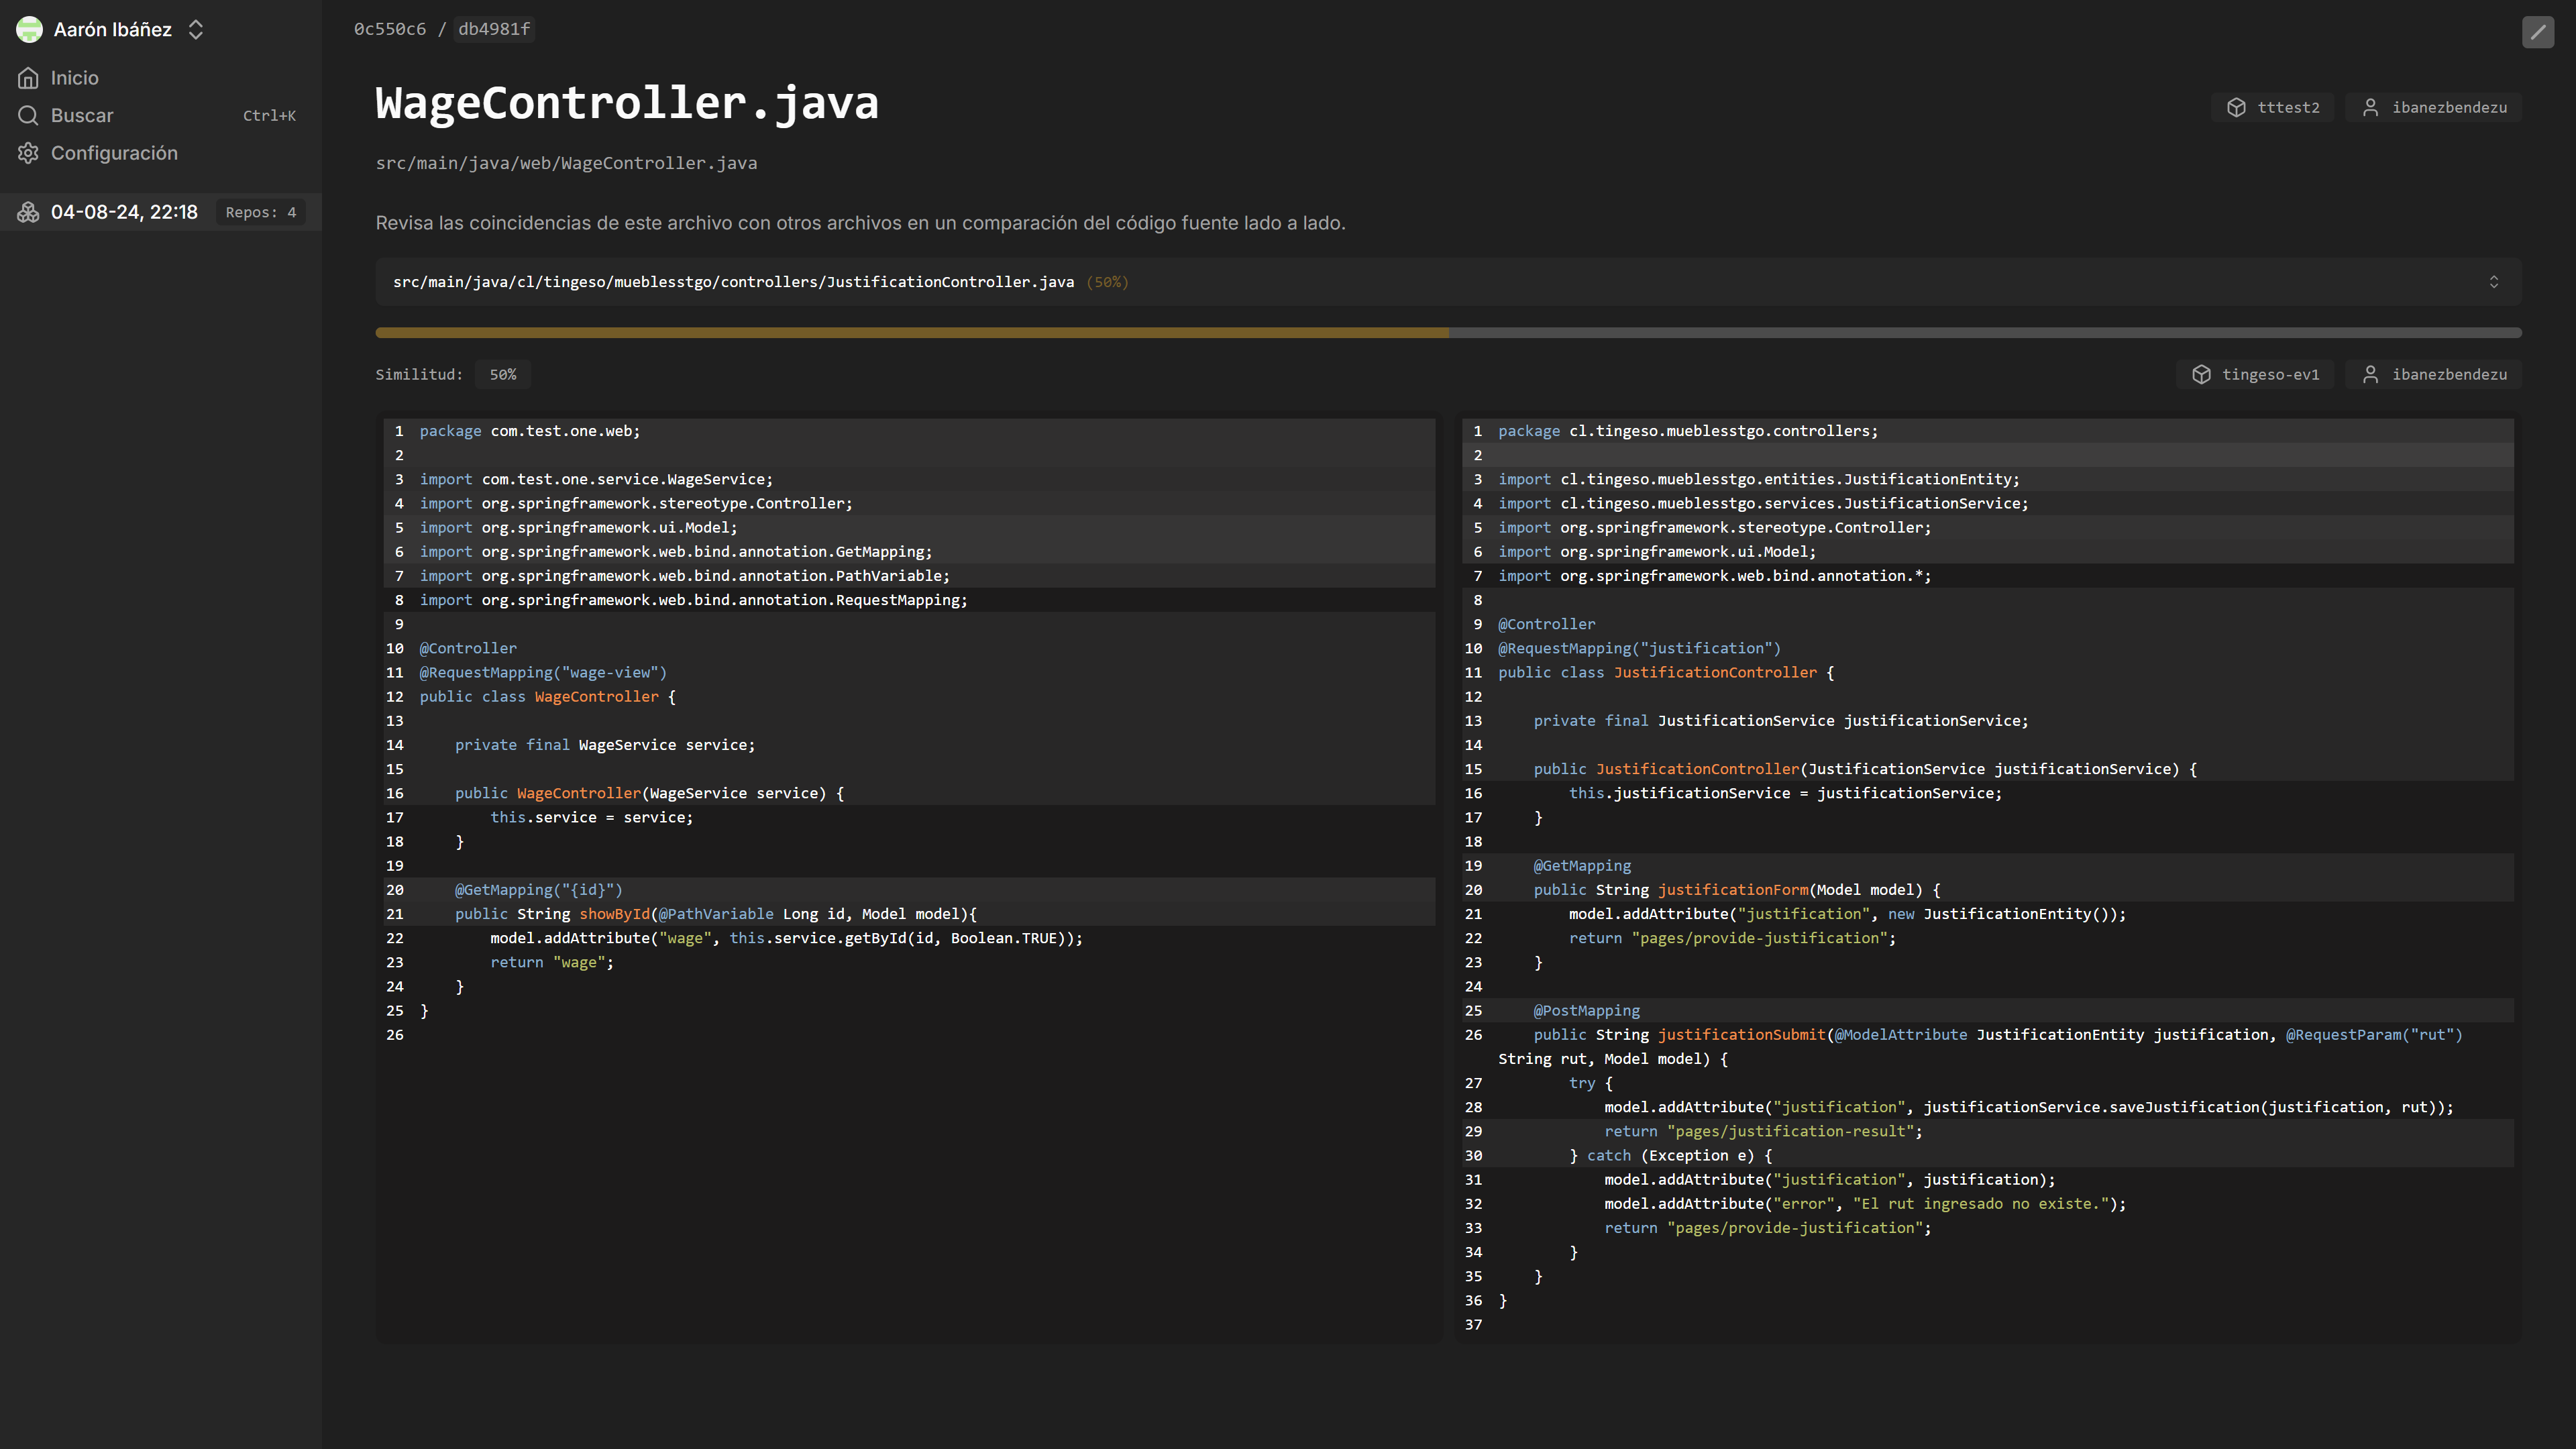 Aarón Ibáñez
Inicio
Buscar Ctrl+K
Configuración
04-08-24, 22:18 Repos: 4
0c550c6 / db4981f
WageController.java
tttest2 ibanezbendezu
src/main/java/web/WageController.java
Revisa las coincidencias de este archivo con otros archivos en un comparación del código fuente lado a lado.
src/main/java/cl/tingeso/mueblesstgo/controllers/JustificationController.java (50%)
Similitud: 50%
tingeso-ev1 ibanezbendezu
1 package com.test.one.web;
2
3 import com.test.one.service.WageService;
4 import org.springframework.stereotype.Controller;
5 import org.springframework.ui.Model;
6 import org.springframework.web.bind.annotation.GetMapping;
7 import org.springframework.web.bind.annotation.PathVariable;
8 import org.springframework.web.bind.annotation.RequestMapping;
9
10 @Controller
11 @RequestMapping("wage-view")
12 public class WageController {
13
14     private final WageService service;
15
16     public WageController(WageService service) {
17         this.service = service;
18     }
19
20     @GetMapping("{id}")
21     public String showById(@PathVariable Long id, Model model){
22         model.addAttribute("wage", this.service.getById(id, Boolean.TRUE));
23         return "wage";
24     }
25 }
26
1 package cl.tingeso.mueblesstgo.controllers;
2
3 import cl.tingeso.mueblesstgo.entities.JustificationEntity;
4 import cl.tingeso.mueblesstgo.services.JustificationService;
5 import org.springframework.stereotype.Controller;
6 import org.springframework.ui.Model;
7 import org.springframework.web.bind.annotation.*;
8
9 @Controller
10 @RequestMapping("justification")
11 public class JustificationController {
12
13     private final JustificationService justificationService;
14
15     public JustificationController(JustificationService justificationService) {
16         this.justificationService = justificationService;
17     }
18
19     @GetMapping
20     public String justificationForm(Model model) {
21         model.addAttribute("justification", new JustificationEntity());
22         return "pages/provide-justification";
23     }
24
25     @PostMapping
26     public String justificationSubmit(@ModelAttribute JustificationEntity justification, @RequestParam("rut")
String rut, Model model) {
27         try {
28             model.addAttribute("justification", justificationService.saveJustification(justification, rut));
29             return "pages/justification-result";
30         } catch (Exception e) {
31             model.addAttribute("justification", justification);
32             model.addAttribute("error", "El rut ingresado no existe.");
33             return "pages/provide-justification";
34         }
35     }
36 }
37